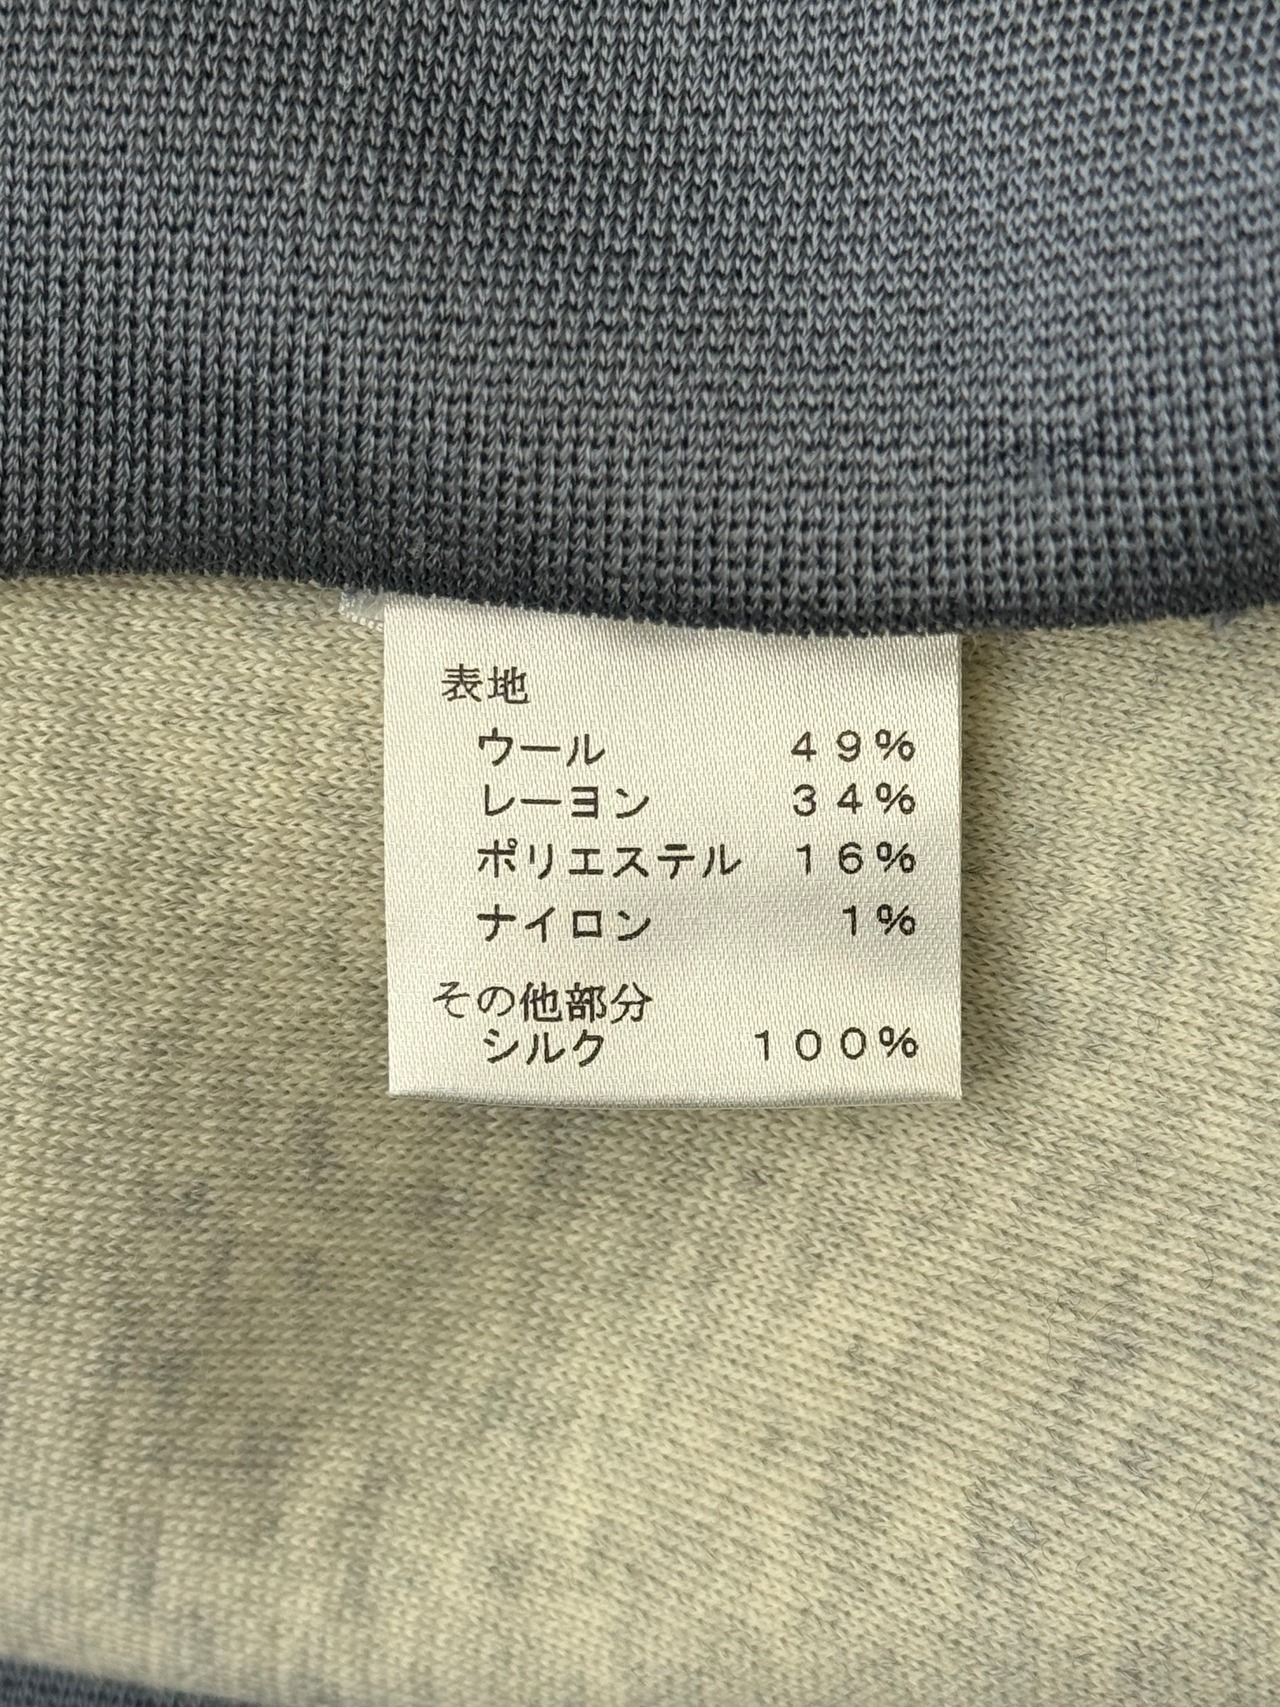 表地
ウール 49%
レーヨン 34%
ポリエステル 16%
ナイロン 1%
その他部分
シルク 100%